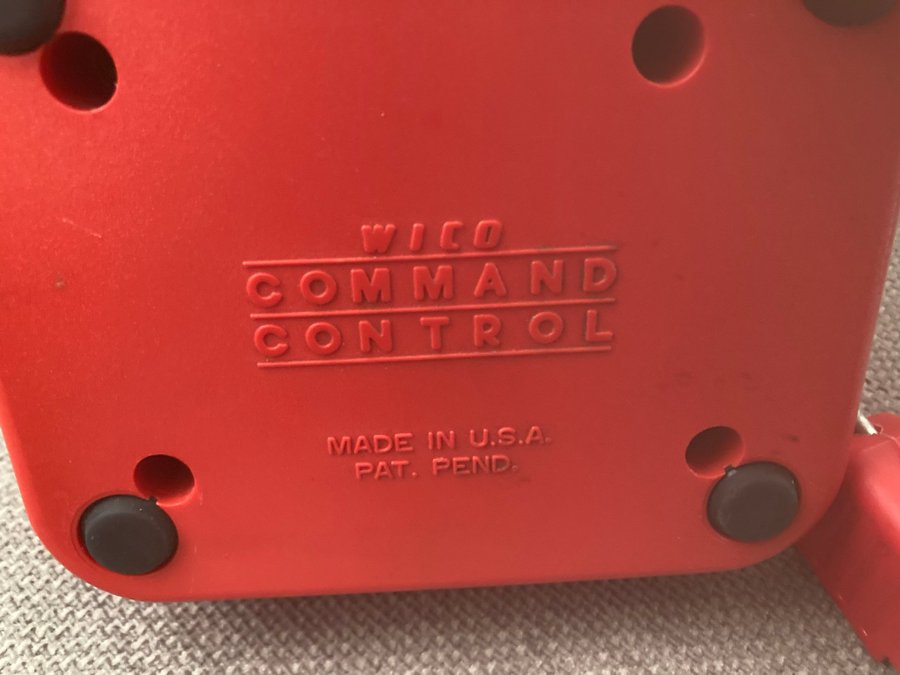 WICO
COMMAND
CONTROL
MADE IN U.S.A.
PAT. PEND.